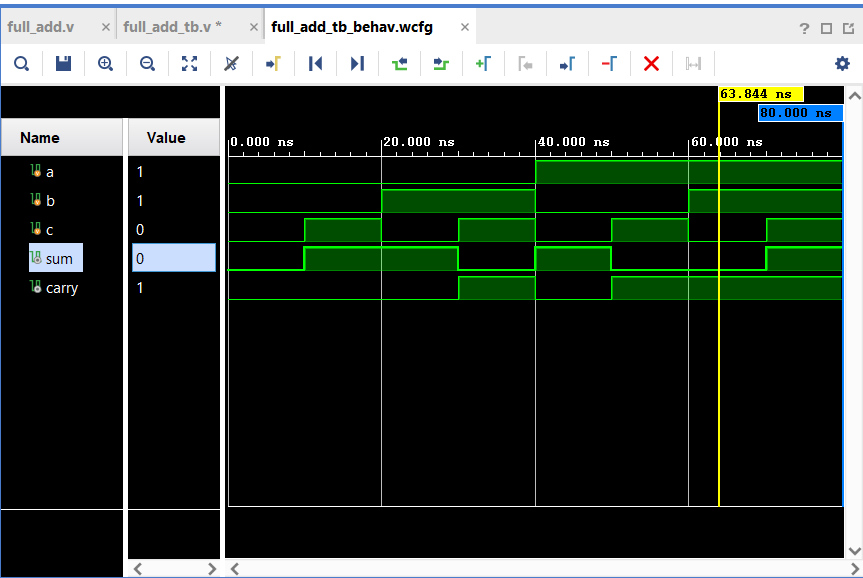 full_add.v × full_add_tb.v * × full_add_tb_behav.wcfg × ?
63.844 ns
80.000 ns
Name Value 0.000 ns 20.000 ns 40.000 ns 60.000 ns
a 1
b 1
c 0
sum 0
carry 1